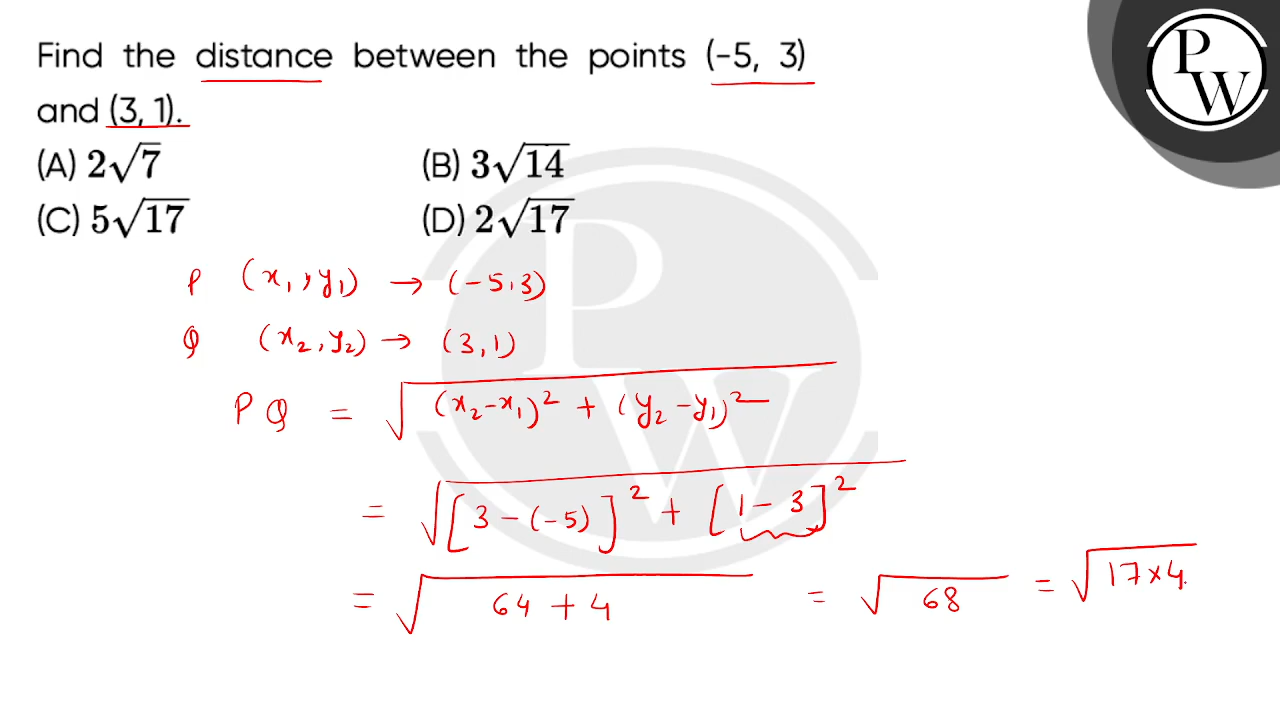 Find the distance between the points (-5, 3)
and (3, 1).
(A) 2√7 (B) 3√14
(C) 5√17 (D) 2√17
P (x₁, y₁) → (-5, 3)
Q (x₂, y₂) → (3, 1)
PQ = √((x₂-x₁)² + (y₂-y₁)²)
= √([3-(-5)]² + [1-3]²)
= √(64+4) = √68 = √(17×4)
PW
PW